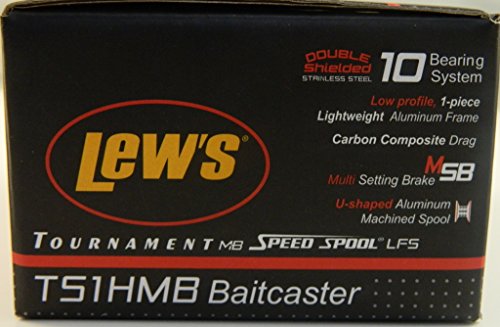 DOUBLE
Shielded
STAINLESS STEEL
10 Bearing
System
Low profile, 1-piece
Lightweight Aluminum Frame
Carbon Composite Drag
Multi Setting Brake MSB
U-shaped Aluminum
Machined Spool
Lew's®
TOURNAMENT MB SPEED SPOOL® LFS
TS1HMB Baitcaster